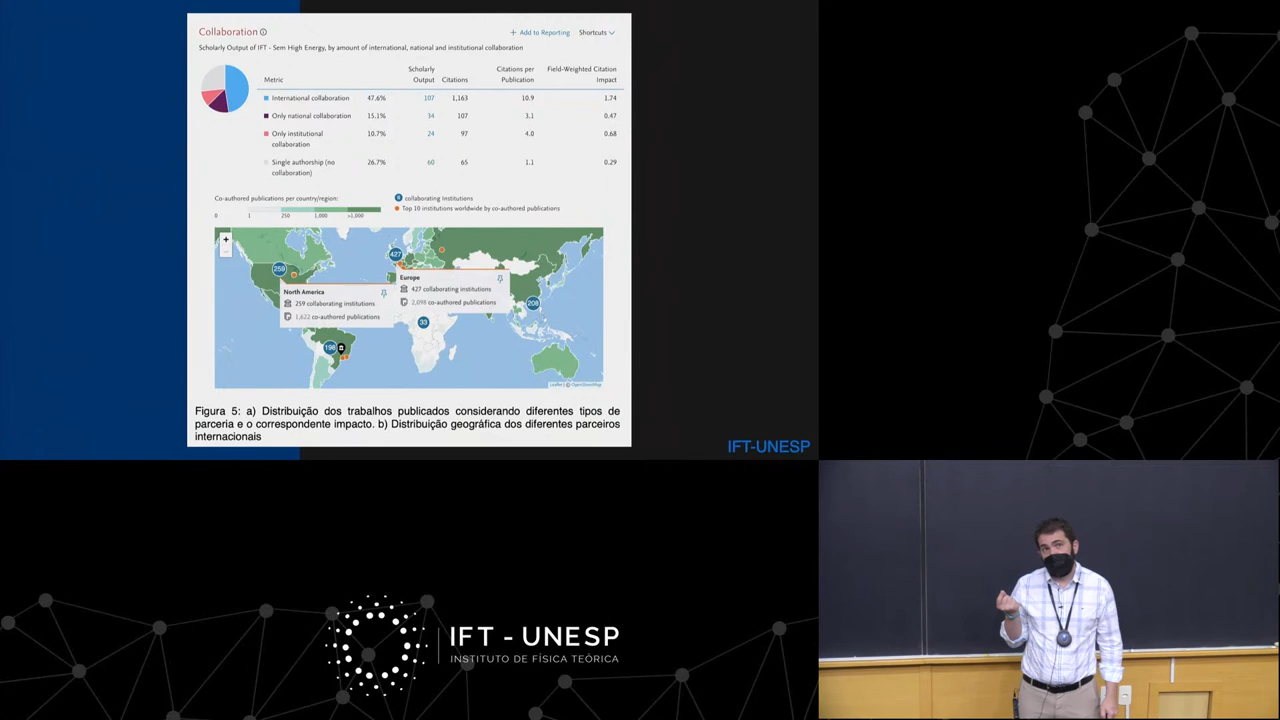 Collaboration
+ Add to Reporting Shortcuts
Scholarly Output of IFT - Sem High Energy, by amount of international, national and institutional collaboration
Metric Scholarly Output Citations Citations per Publication Field-Weighted Citation Impact
International collaboration 47.6% 107 1,163 10.9 1.74
Only national collaboration 15.1% 34 107 3.1 0.47
Only institutional collaboration 10.7% 24 97 4.0 0.68
Single authorship (no collaboration) 26.7% 60 65 1.1 0.29
Co-authored publications per country/region:
0 1 250 1,000 >1,000
collaborating institutions
Top 10 institutions worldwide by co-authored publications
+
-
259
427
208
33
198
North America
259 collaborating institutions
1,622 co-authored publications
Europe
427 collaborating institutions
2,098 co-authored publications
Leaflet | © OpenStreetMap
Figura 5: a) Distribuição dos trabalhos publicados considerando diferentes tipos de
parceria e o correspondente impacto. b) Distribuição geográfica dos diferentes parceiros
internacionais
IFT-UNESP
IFT - UNESP
INSTITUTO DE FÍSICA TEÓRICA